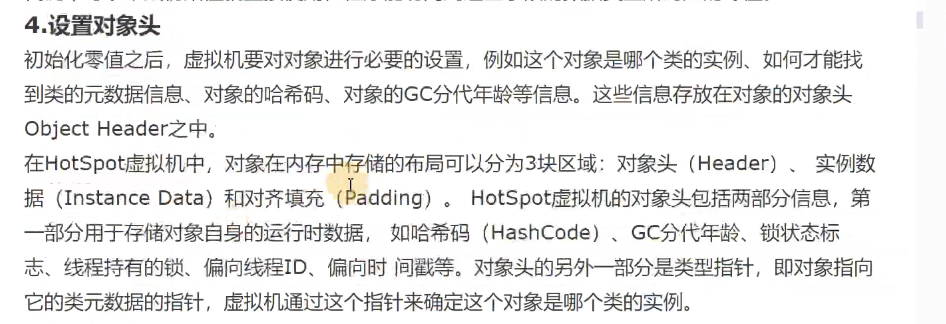 4.设置对象头
初始化零值之后，虚拟机要对对象进行必要的设置，例如这个对象是哪个类的实例、如何才能找
到类的元数据信息、对象的哈希码、对象的GC分代年龄等信息。这些信息存放在对象的对象头
Object Header之中。
在HotSpot虚拟机中，对象在内存中存储的布局可以分为3块区域：对象头（Header）、 实例数
据（Instance Data）和对齐填充（Padding）。 HotSpot虚拟机的对象头包括两部分信息，第
一部分用于存储对象自身的运行时数据， 如哈希码（HashCode）、GC分代年龄、锁状态标
志、线程持有的锁、偏向线程ID、偏向时 间戳等。对象头的另外一部分是类型指针，即对象指向
它的类元数据的指针，虚拟机通过这个指针来确定这个对象是哪个类的实例。